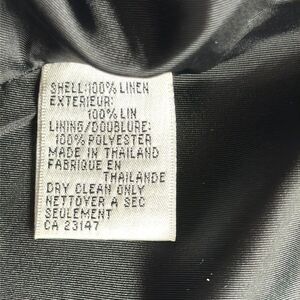 SHELL:100% LINEN
EXTERIEUR:
100% LIN
LINING/DOUBLURE:
100% POLYESTER
MADE IN THAILAND
FABRIQUE EN
THAILANDE
DRY CLEAN ONLY
NETTOYER A SEC
SEULEMENT
CA 23147